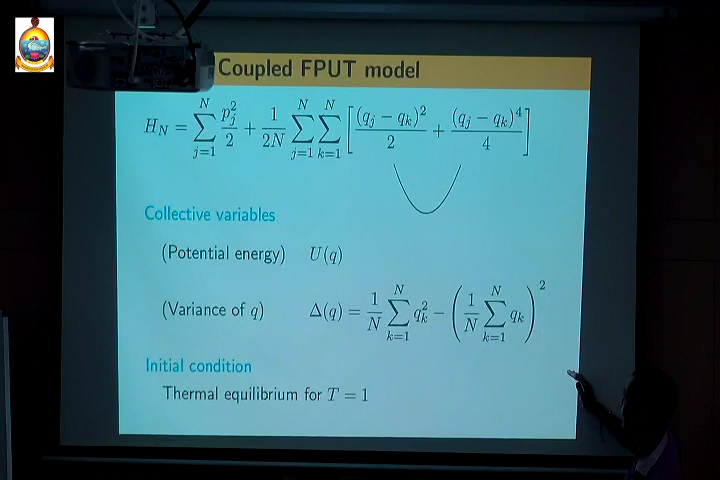 Coupled FPUT model
H_N = \sum_{j=1}^{N} \frac{p_j^2}{2} + \frac{1}{2N} \sum_{j=1}^{N} \sum_{k=1}^{N} \left[ \frac{(q_j - q_k)^2}{2} + \frac{(q_j - q_k)^4}{4} \right]
Collective variables
(Potential energy) U(q)
(Variance of q) \Delta(q) = \frac{1}{N} \sum_{k=1}^{N} q_k^2 - \left( \frac{1}{N} \sum_{k=1}^{N} q_k \right)^2
Initial condition
Thermal equilibrium for T = 1